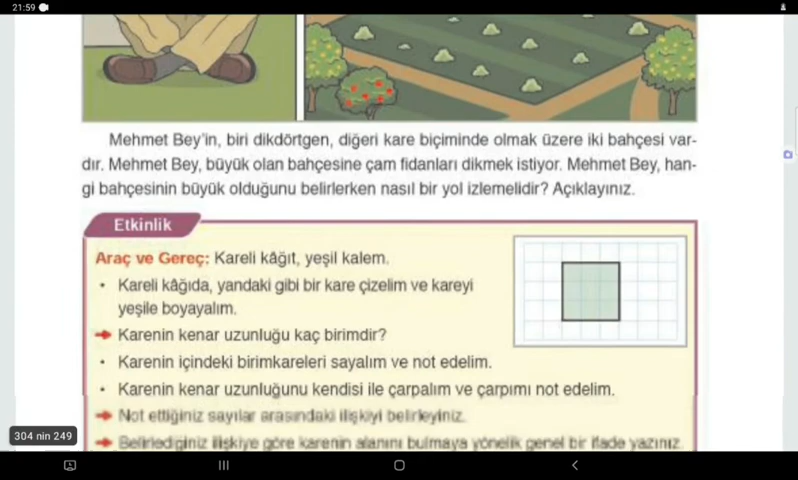 21:59
Mehmet Bey'in, biri dikdörtgen, diğeri kare biçiminde olmak üzere iki bahçesi var-
dır. Mehmet Bey, büyük olan bahçesine çam fidanları dikmek istiyor. Mehmet Bey, han-
gi bahçesinin büyük olduğunu belirlerken nasıl bir yol izlemelidir? Açıklayınız.
Etkinlik
Araç ve Gereç: Kareli kâğıt, yeşil kalem.
• Kareli kâğıda, yandaki gibi bir kare çizelim ve kareyi
yeşile boyayalım.
Karenin kenar uzunluğu kaç birimdir?
• Karenin içindeki birimkareleri sayalım ve not edelim.
• Karenin kenar uzunluğunu kendisi ile çarpalım ve çarpımı not edelim.
Not ettiğiniz sayılar arasındaki ilişkiyi belirleyiniz.
Belirlediğiniz ilişkiye göre karenin alanını bulmaya yönelik genel bir ifade yazınız.
304 nin 249